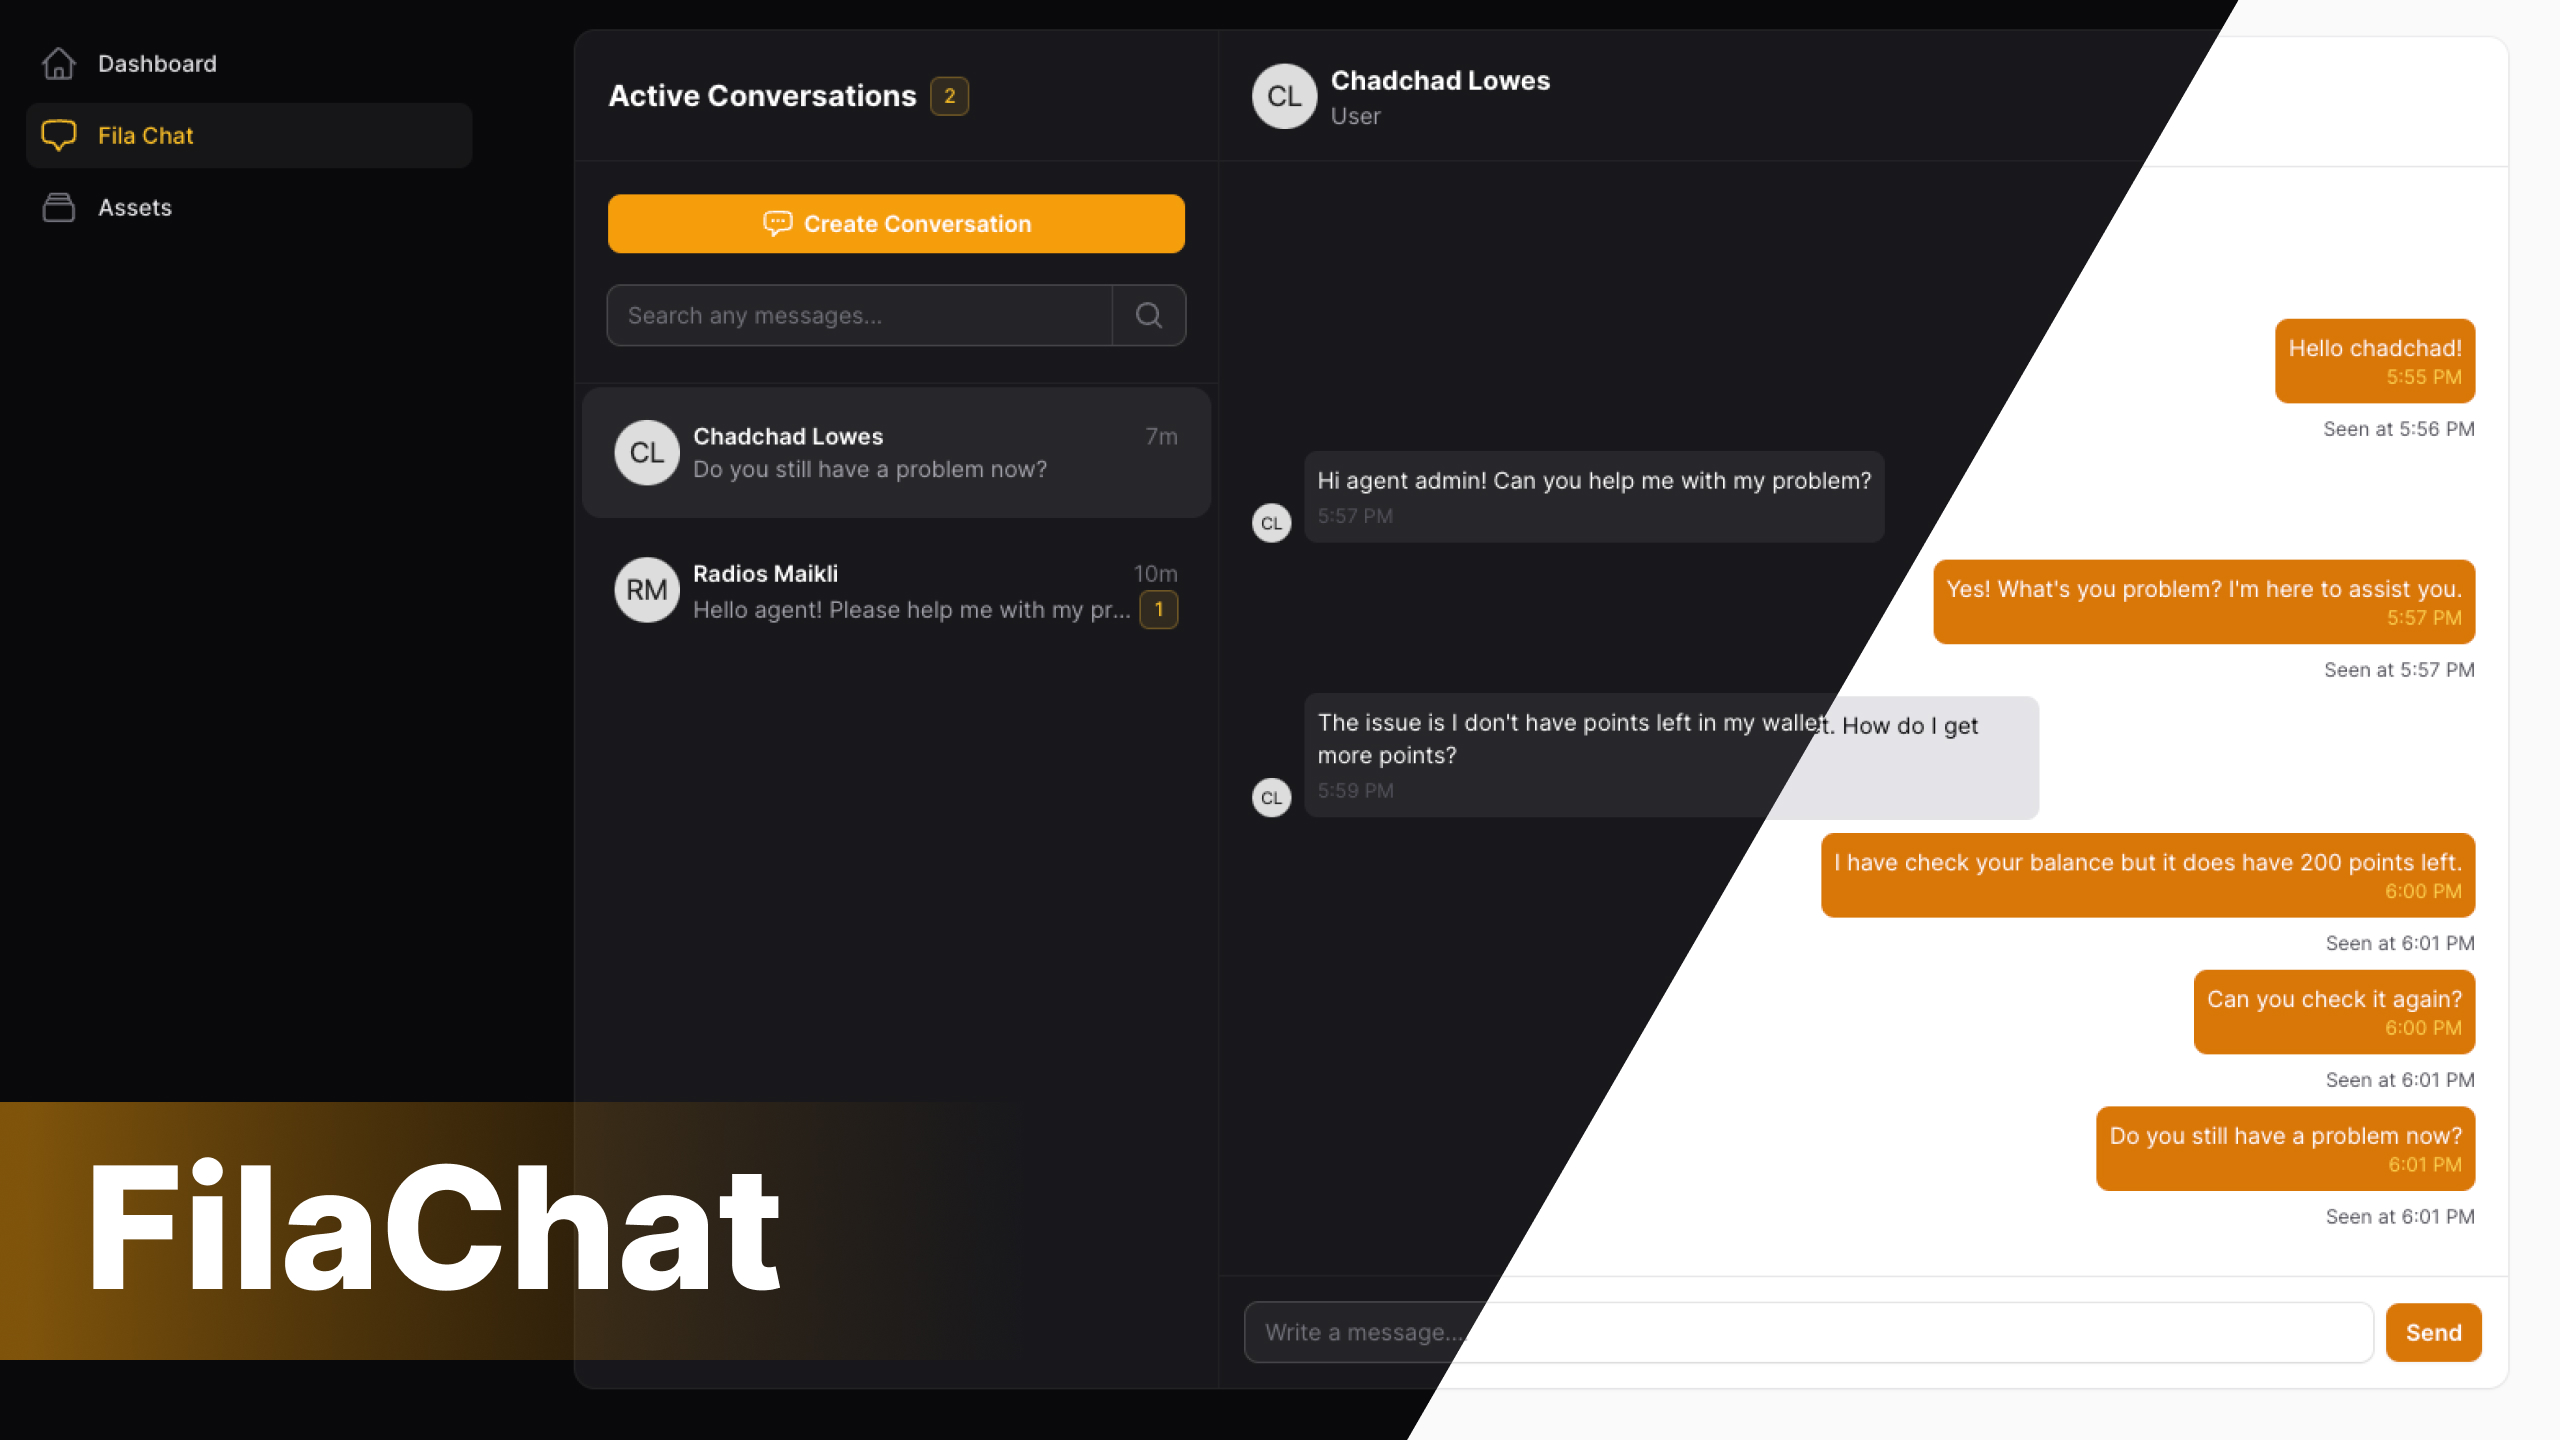 Dashboard
Fila Chat
Assets
Active Conversations 2
Create Conversation
Search any messages...
CL
Chadchad Lowes 7m
Do you still have a problem now?
RM
Radios Maikli 10m
Hello agent! Please help me with my pr... 1
CL
Chadchad Lowes
User
Hello chadchad!
5:55 PM
Seen at 5:56 PM
Hi agent admin! Can you help me with my problem?
5:57 PM
CL
Yes! What's you problem? I'm here to assist you.
5:57 PM
Seen at 5:57 PM
The issue is I don't have points left in my wallet. How do I get
more points?
5:59 PM
CL
I have check your balance but it does have 200 points left.
6:00 PM
Seen at 6:01 PM
Can you check it again?
6:00 PM
Seen at 6:01 PM
Do you still have a problem now?
6:01 PM
Seen at 6:01 PM
Write a message...
Send
FilaChat